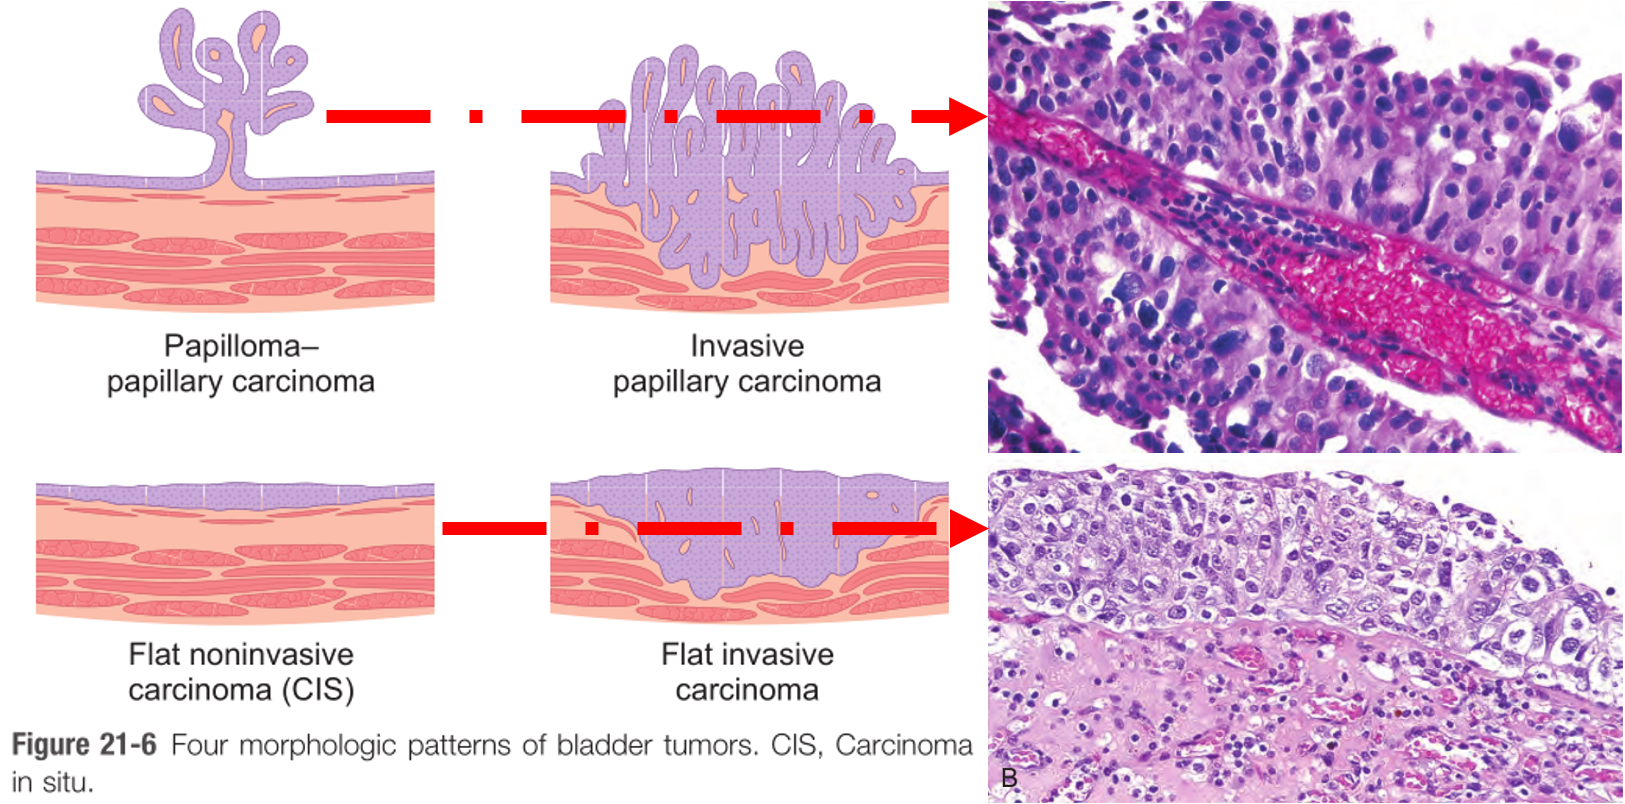 Papilloma–
papillary carcinoma
Invasive
papillary carcinoma
Flat noninvasive
carcinoma (CIS)
Flat invasive
carcinoma
Figure 21-6 Four morphologic patterns of bladder tumors. CIS, Carcinoma
in situ.
B